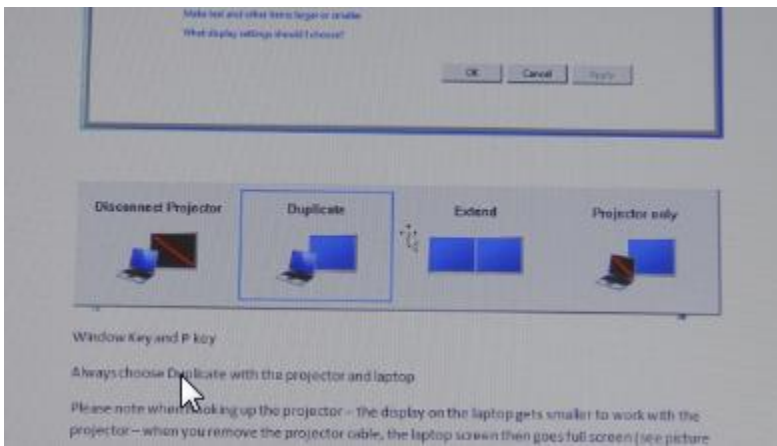 Make text and other items larger or smaller
What display settings should I choose?
OK Cancel Apply
Disconnect Projector Duplicate Extend Projector only
Window Key and P key
Always choose Duplicate with the projector and laptop
Please note when hooking up the projector – the display on the laptop gets smaller to work with the
projector – when you remove the projector cable, the laptop screen then goes full screen (see picture